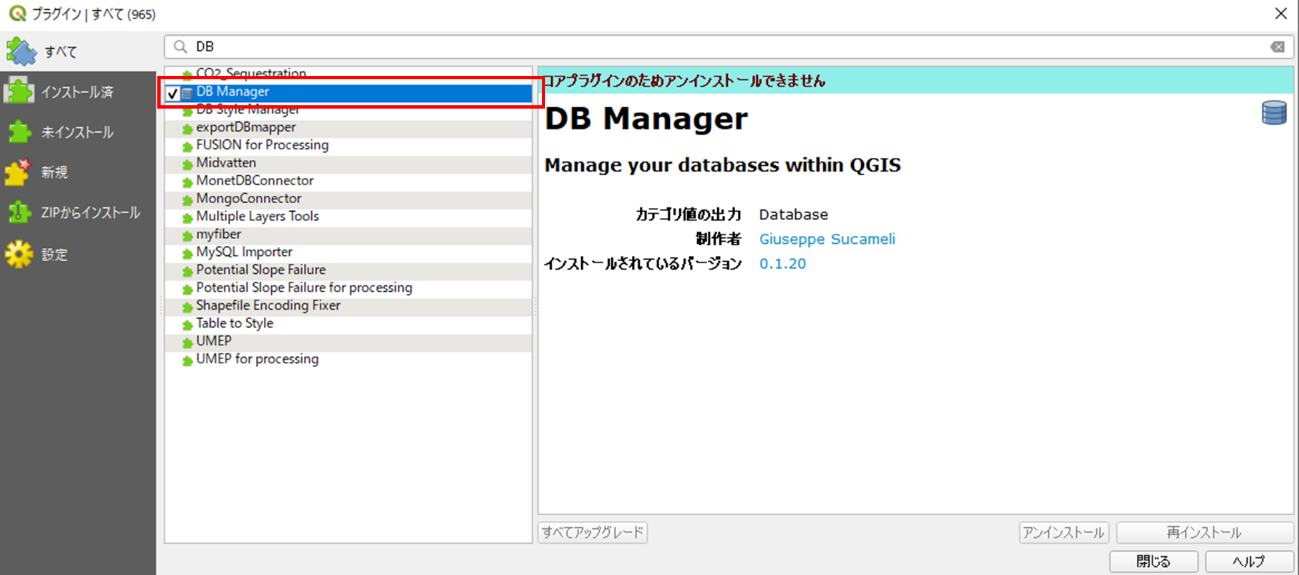 プラグイン | すべて (965)
すべて
インストール済
未インストール
新規
ZIPからインストール
設定
DB
CO2_Sequestration
DB Manager
DB Style Manager
exportDBmapper
FUSION for Processing
Midvatten
MonetDBConnector
MongoConnector
Multiple Layers Tools
myfiber
MySQL Importer
Potential Slope Failure
Potential Slope Failure for processing
Shapefile Encoding Fixer
Table to Style
UMEP
UMEP for processing
コアプラグインのためアンインストールできません
DB Manager
Manage your databases within QGIS
カテゴリ値の出力 Database
制作者 Giuseppe Sucameli
インストールされているバージョン 0.1.20
すべてアップグレード アンインストール 再インストール
閉じる ヘルプ